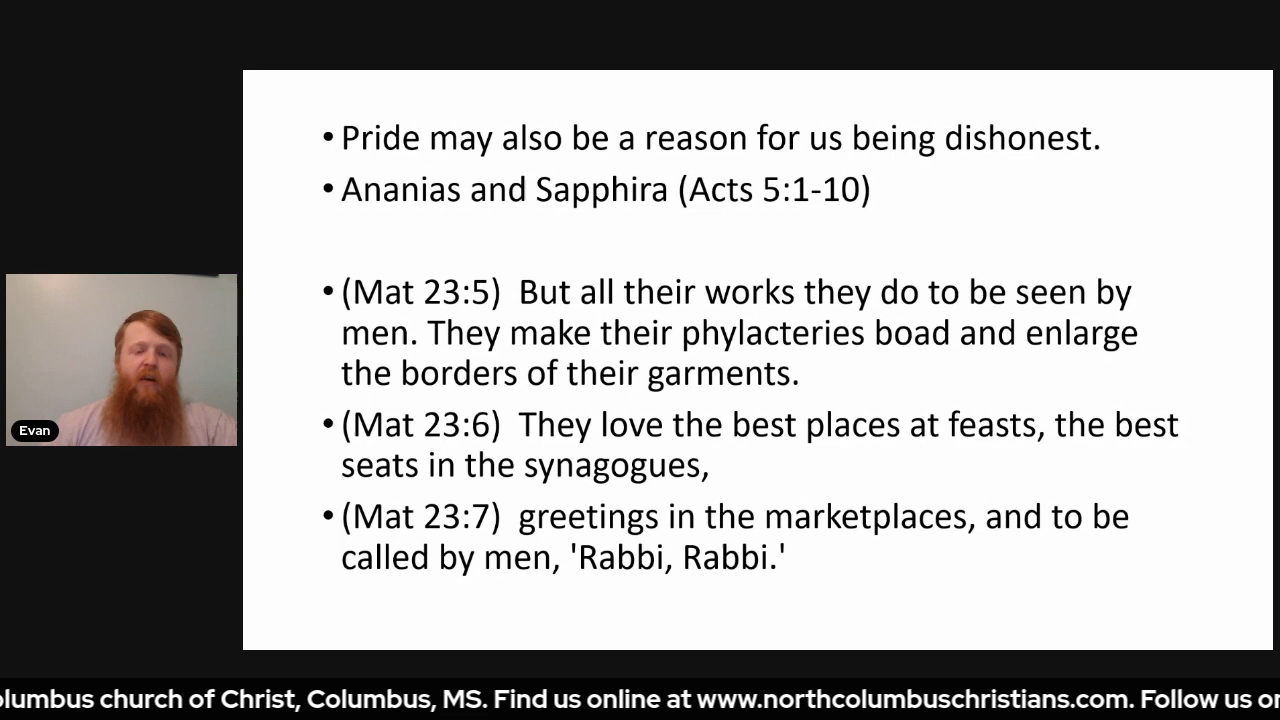 • Pride may also be a reason for us being dishonest.
• Ananias and Sapphira (Acts 5:1-10)
• (Mat 23:5)  But all their works they do to be seen by
men. They make their phylacteries boad and enlarge
the borders of their garments.
• (Mat 23:6)  They love the best places at feasts, the best
seats in the synagogues,
• (Mat 23:7)  greetings in the marketplaces, and to be
called by men, 'Rabbi, Rabbi.'
Evan
olumbus church of Christ, Columbus, MS. Find us online at www.northcolumbuschristians.com. Follow us on